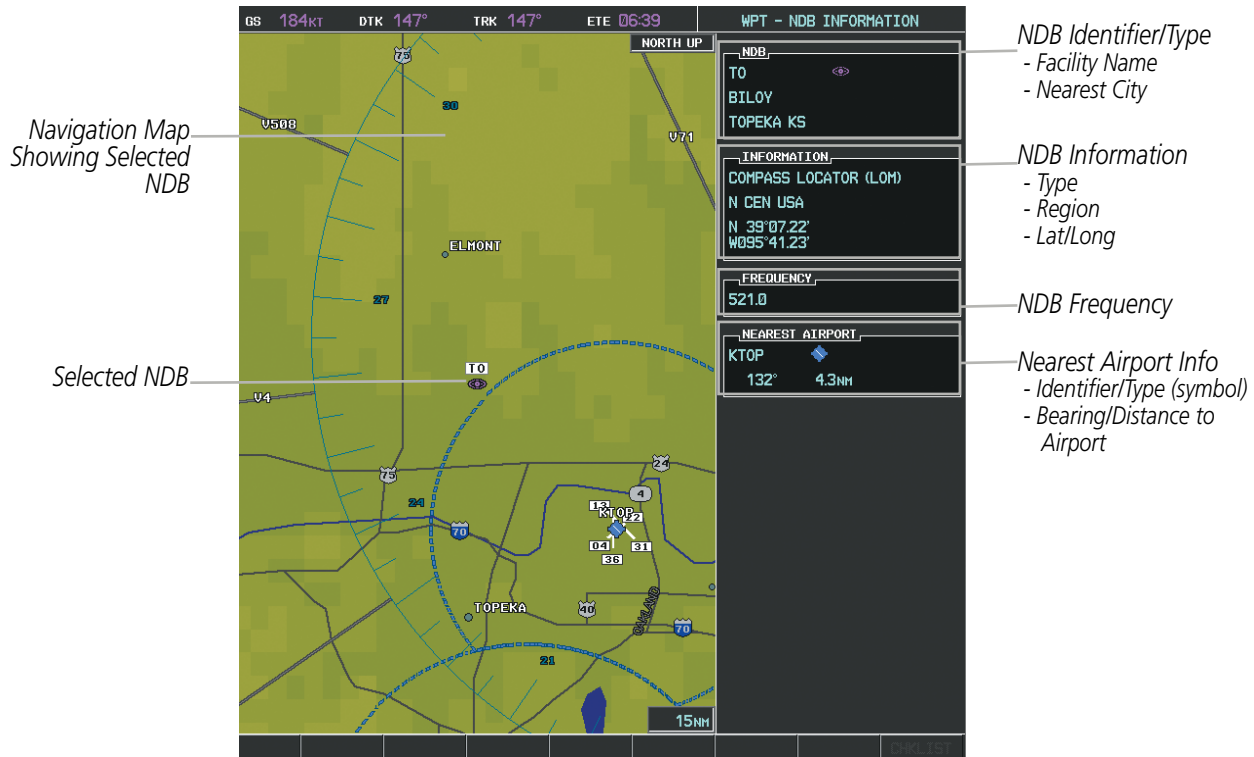 GS 184KT DTK 147° TRK 147° ETE 06:39
WPT – NDB INFORMATION
NORTH UP
75
30
V508
V71
ELMONT
27
TO
V4
24
75
4
24
13
KTOP
22
70
04
31
36
TOPEKA
40
OAKLAND
70
21
15NM
NDB
TO
BILOY
TOPEKA KS
INFORMATION
COMPASS LOCATOR (LOM)
N CEN USA
N 39°07.22'
W095°41.23'
FREQUENCY
521.0
NEAREST AIRPORT
KTOP
132° 4.3NM
CHKLIST
Navigation Map
Showing Selected
NDB
Selected NDB
NDB Identifier/Type
- Facility Name
- Nearest City
NDB Information
- Type
- Region
- Lat/Long
NDB Frequency
Nearest Airport Info
- Identifier/Type (symbol)
- Bearing/Distance to
Airport